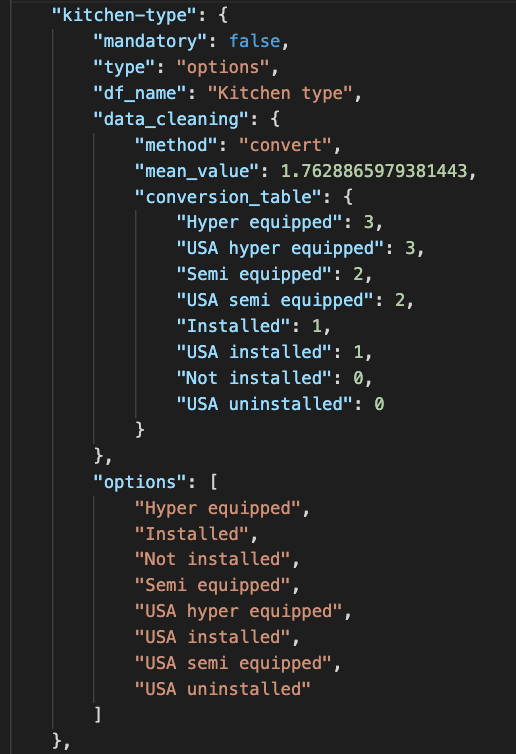 "kitchen-type": {
"mandatory": false,
"type": "options",
"df_name": "Kitchen type",
"data_cleaning": {
"method": "convert",
"mean_value": 1.7628865979381443,
"conversion_table": {
"Hyper equipped": 3,
"USA hyper equipped": 3,
"Semi equipped": 2,
"USA semi equipped": 2,
"Installed": 1,
"USA installed": 1,
"Not installed": 0,
"USA uninstalled": 0
}
},
"options": [
"Hyper equipped",
"Installed",
"Not installed",
"Semi equipped",
"USA hyper equipped",
"USA installed",
"USA semi equipped",
"USA uninstalled"
]
},